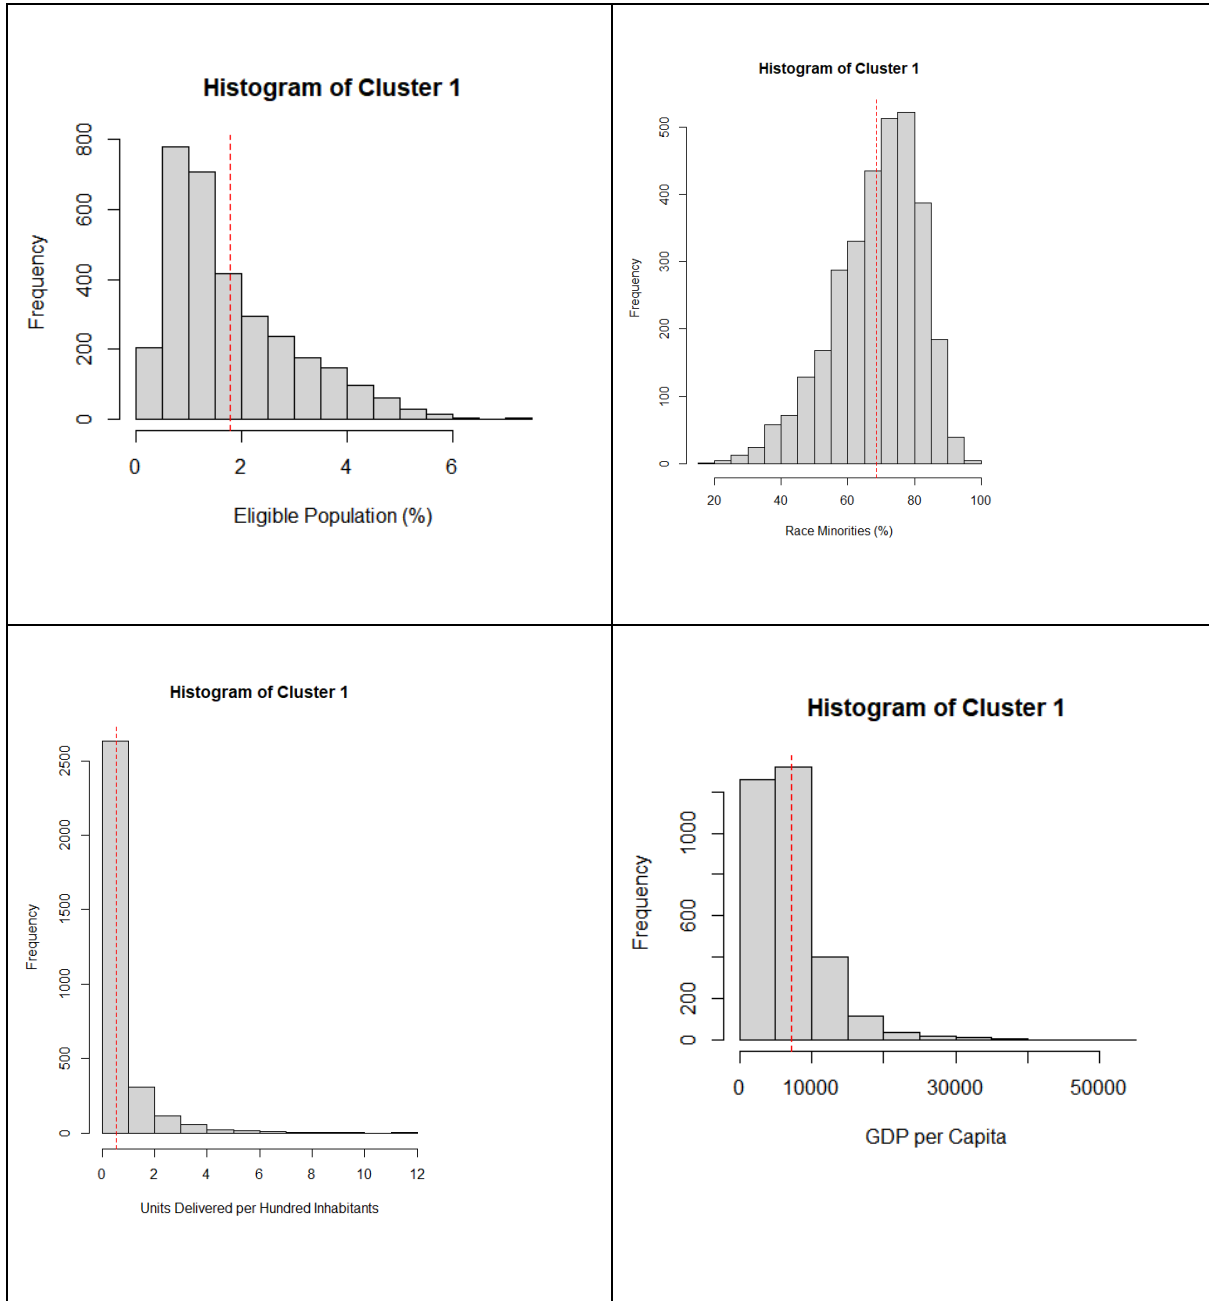 Histogram of Cluster 1
Frequency
0 200 400 600 800
0 2 4 6
Eligible Population (%)
Histogram of Cluster 1
Frequency
0 100 200 300 400 500
20 40 60 80 100
Race Minorities (%)
Histogram of Cluster 1
Frequency
0 500 1000 1500 2000 2500
0 2 4 6 8 10 12
Units Delivered per Hundred Inhabitants
Histogram of Cluster 1
Frequency
0 200 600 1000
0 10000 30000 50000
GDP per Capita